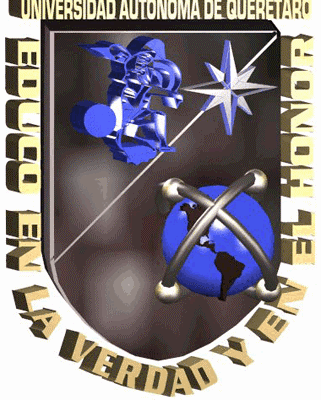 UNIVERSIDAD AUTONOMA DE QUERETARO
EDUCO EN LA VERDAD Y EN EL HONOR